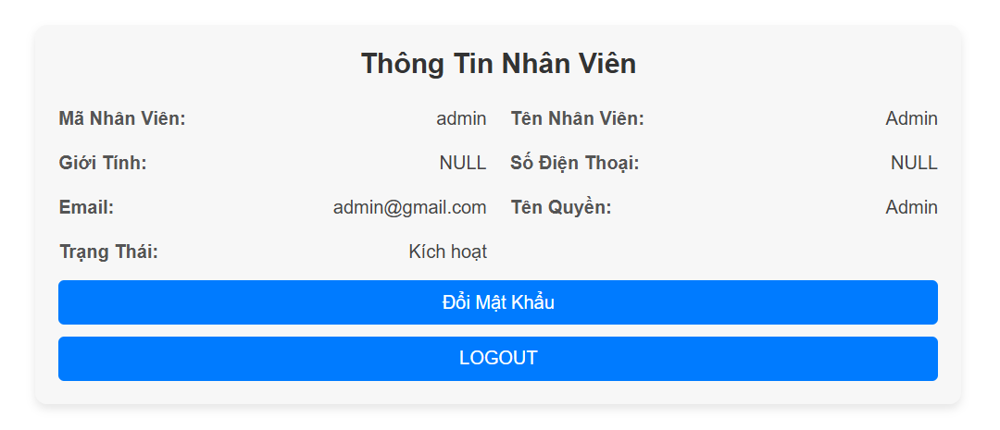 Thông Tin Nhân Viên
Mã Nhân Viên: admin Tên Nhân Viên: Admin
Giới Tính: NULL Số Điện Thoại: NULL
Email: admin@gmail.com Tên Quyền: Admin
Trạng Thái: Kích hoạt
Đổi Mật Khẩu
LOGOUT